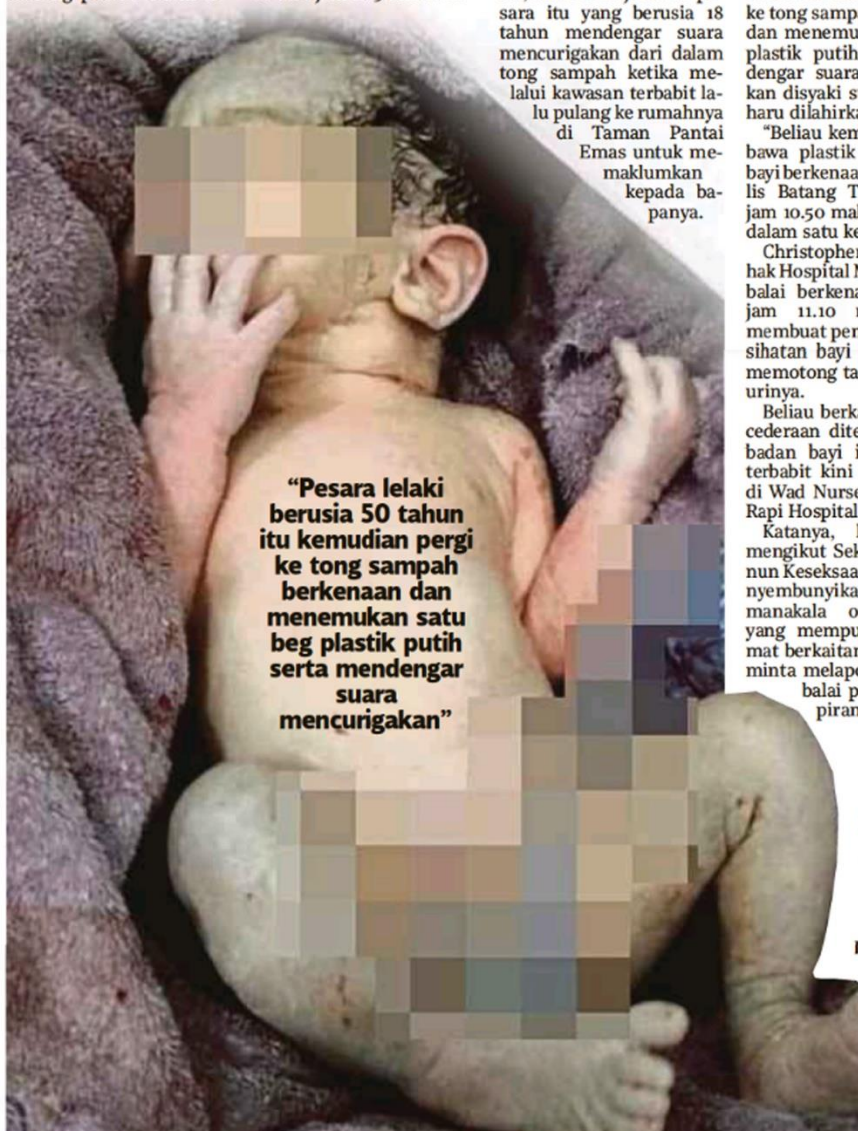 sara itu yang berusia 18
tahun mendengar suara
mencurigakan dari dalam
tong sampah ketika me-
lalui kawasan terbabit la-
lu pulang ke rumahnya
di Taman Pantai
Emas untuk me-
maklumkan
kepada ba-
panya.
“Pesara lelaki
berusia 50 tahun
itu kemudian pergi
ke tong sampah
berkenaan dan
menemukan satu
beg plastik putih
serta mendengar
suara
mencurigakan”
ke tong samp
dan menemu
plastik putih
dengar suara
kan disyaki s
haru dilahirka
“Beliau kem
bawa plastik
bayi berkenaa
lis Batang T
jam 10.50 mal
dalam satu ke
Christopher
hak Hospital M
balai berkena
jam 11.10
membuat pem
sihatan bayi
memotong ta
urinya.
Beliau berka
cederaan dite
badan bayi i
terbabit kini
di Wad Nurse
Rapi Hospital
Katanya,
mengikut Sek
nun Keseksaa
nyembunyika
manakala o
yang mempu
mat berkaitan
minta melapo
balai p
piran